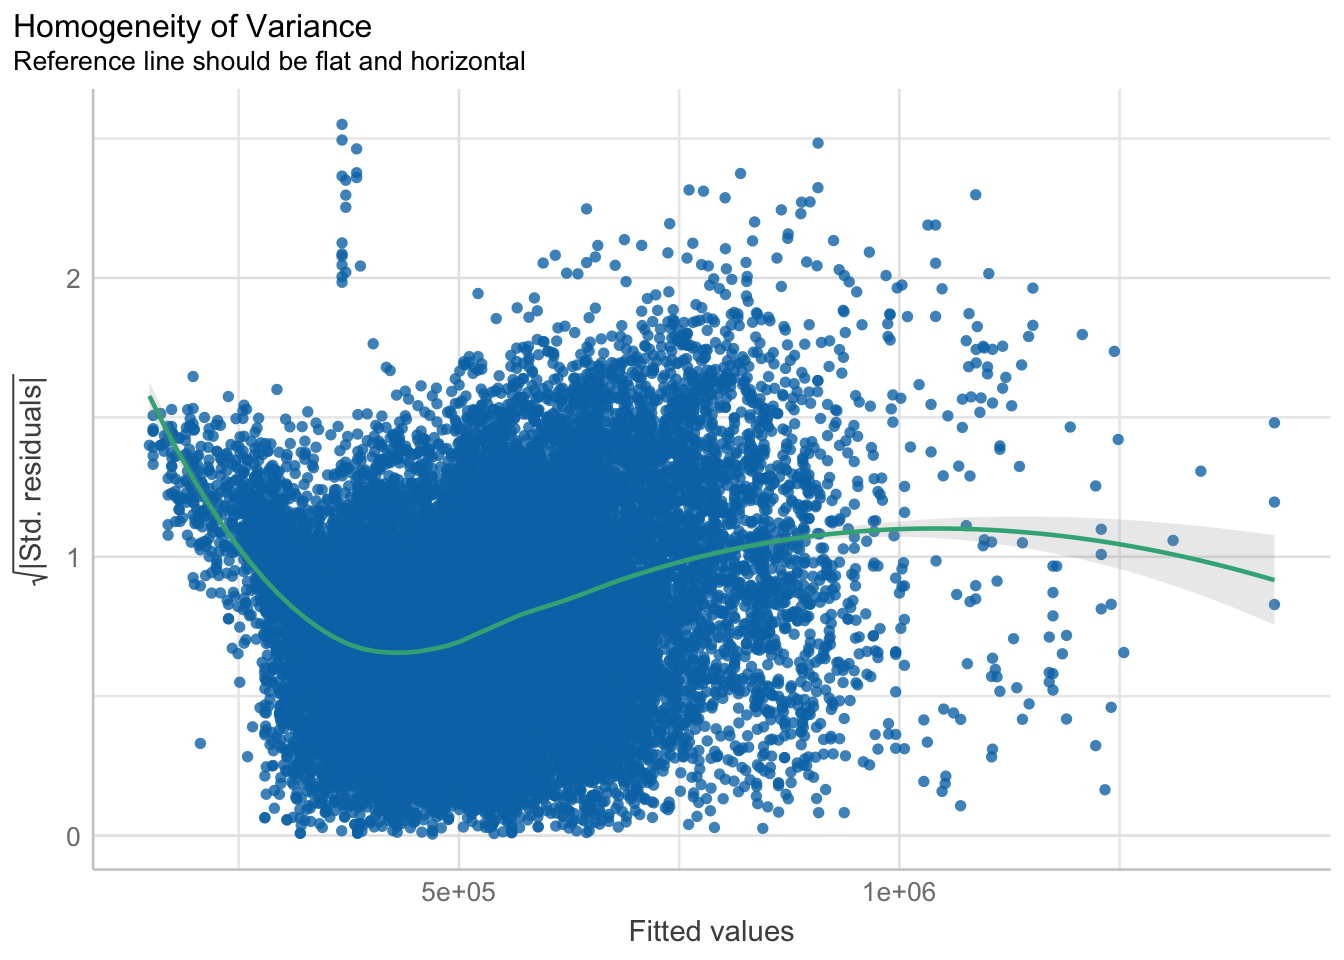 Homogeneity of Variance
Reference line should be flat and horizontal
√|Std. residuals|
2
1
0
5e+05
1e+06
Fitted values